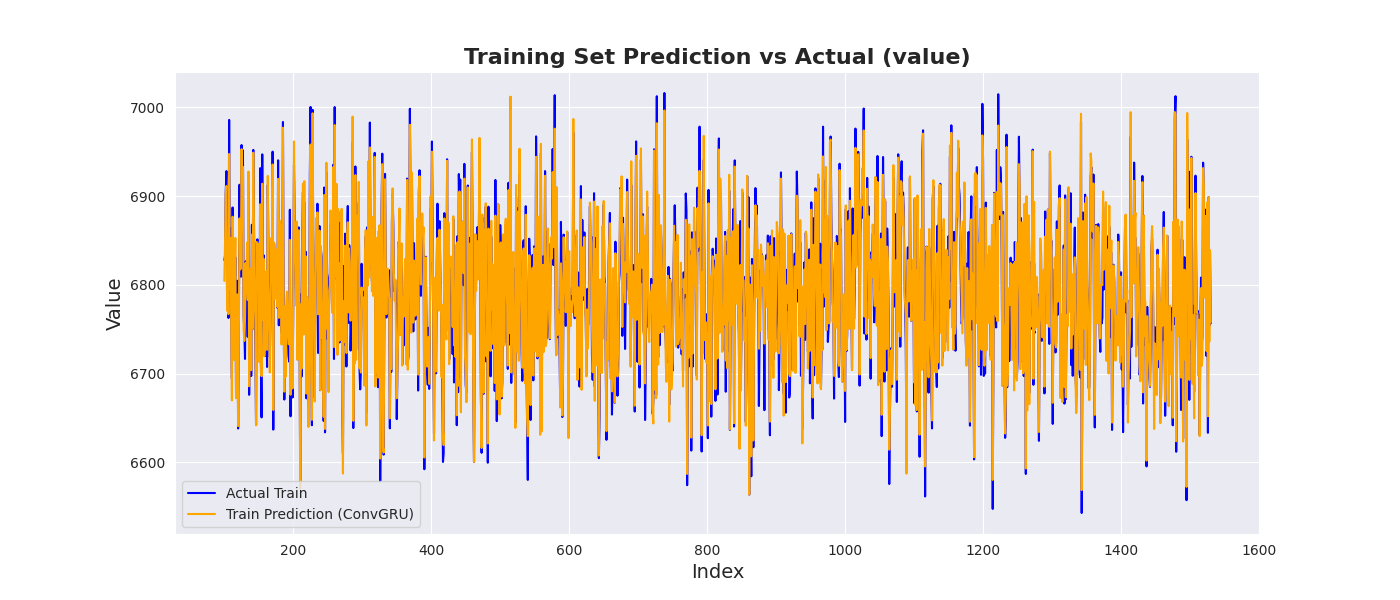 Training Set Prediction vs Actual (value)
7000
6900
6800
6700
6600
Value
Actual Train
Train Prediction (ConvGRU)
200 400 600 800 1000 1200 1400 1600
Index